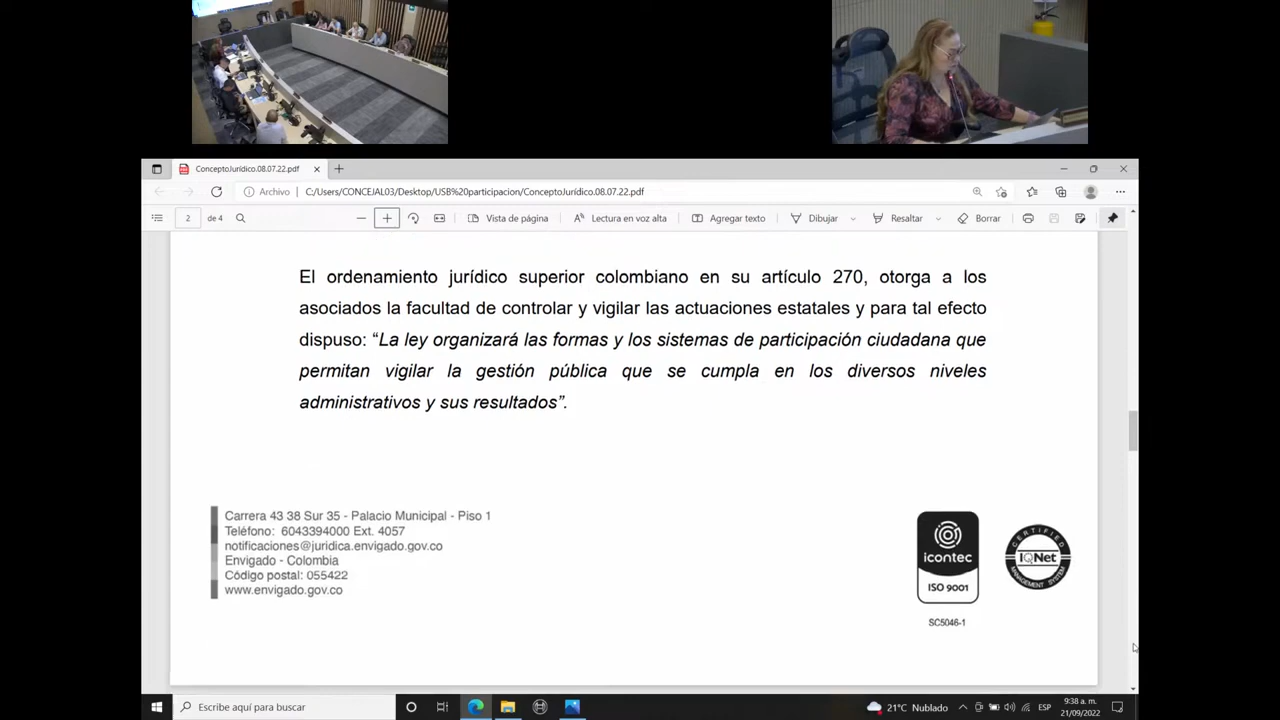 ConceptoJurídico.08.07.22.pdf
Archivo C:/Users/CONCEJAL03/Desktop/USB%20participacion/ConceptoJurídico.08.07.22.pdf
2 de 4 Vista de página Lectura en voz alta Agregar texto Dibujar Resaltar Borrar
El ordenamiento jurídico superior colombiano en su artículo 270, otorga a los
asociados la facultad de controlar y vigilar las actuaciones estatales y para tal efecto
dispuso: “La ley organizará las formas y los sistemas de participación ciudadana que
permitan vigilar la gestión pública que se cumpla en los diversos niveles
administrativos y sus resultados”.
Carrera 43 38 Sur 35 - Palacio Municipal - Piso 1
Teléfono: 6043394000 Ext. 4057
notificaciones@juridica.envigado.gov.co
Envigado - Colombia
Código postal: 055422
www.envigado.gov.co
icontec
ISO 9001
SC5046-1
CERTIFIED
IQNet
MANAGEMENT SYSTEM
Escribe aquí para buscar
21°C Nublado
ESP
9:38 a. m.
21/09/2022